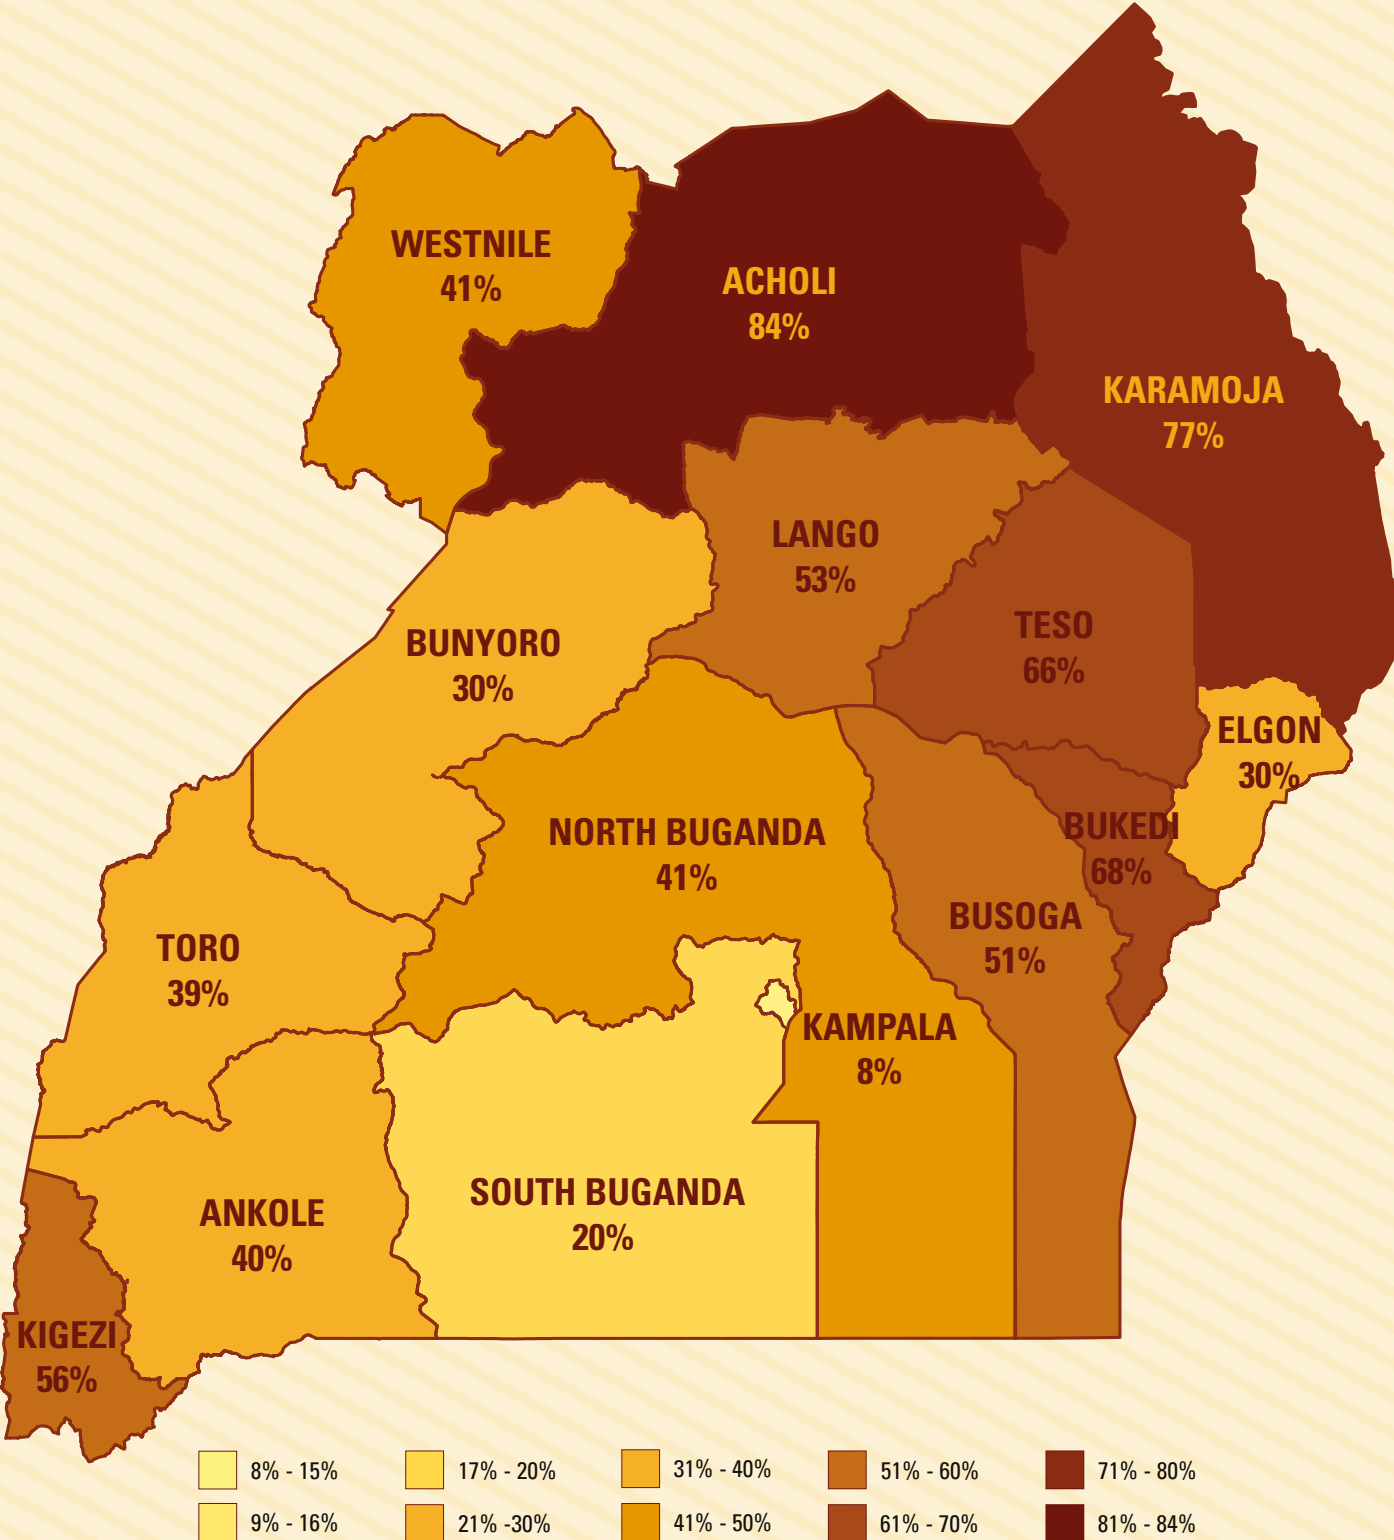 WESTNILE
41%
ACHOLI
84%
KARAMOJA
77%
LANGO
53%
TESO
66%
BUNYORO
30%
ELGON
30%
NORTH BUGANDA
41%
BUKEDI
68%
BUSOGA
51%
TORO
39%
KAMPALA
8%
SOUTH BUGANDA
20%
ANKOLE
40%
KIGEZI
56%
8% - 15%
17% - 20%
31% - 40%
51% - 60%
71% - 80%
9% - 16%
21% -30%
41% - 50%
61% - 70%
81% - 84%